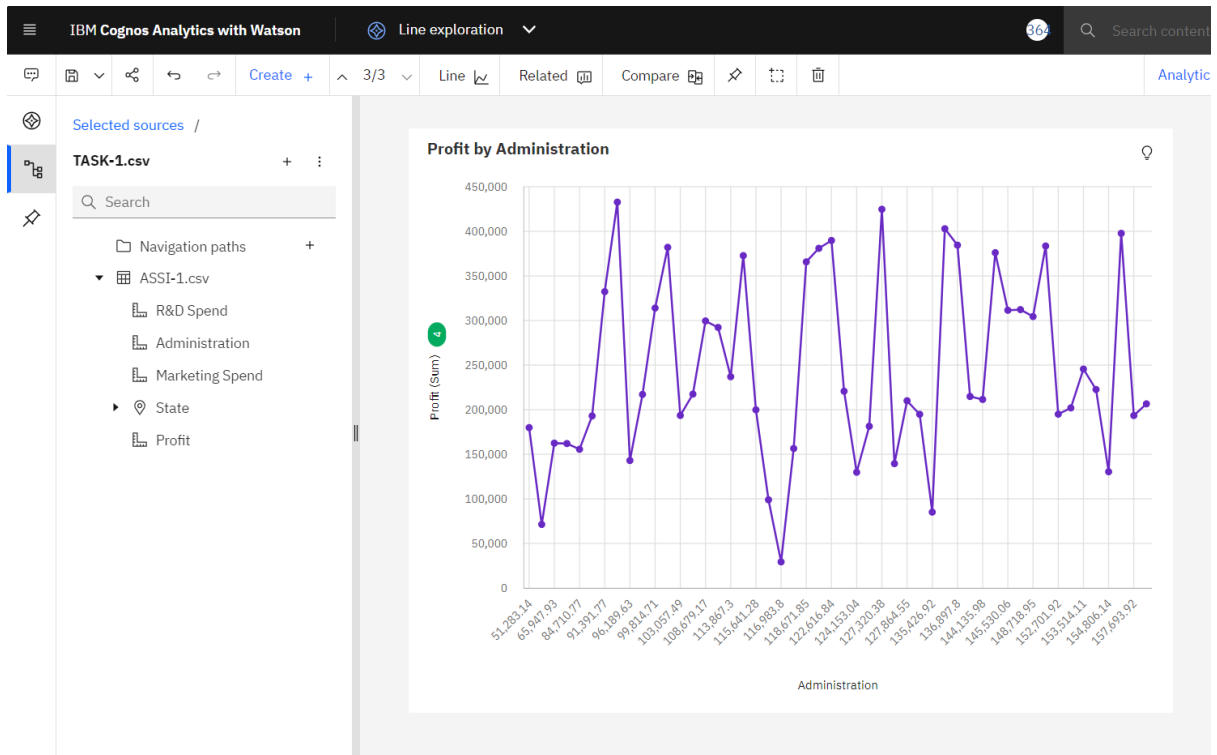 IBM Cognos Analytics with Watson
Line exploration
364
Search content
Create +
3/3
Line
Related
Compare
Analytic
Selected sources /
TASK-1.csv
Search
Navigation paths
ASSI-1.csv
R&D Spend
Administration
Marketing Spend
State
Profit
Profit by Administration
450,000
400,000
350,000
300,000
250,000
200,000
150,000
100,000
50,000
0
Profit (Sum)
4
51,283.14
65,947.93
84,710.77
91,391.77
96,189.63
99,814.71
103,057.49
108,679.17
113,867.3
115,641.28
116,983.8
118,671.85
122,616.84
124,153.04
127,320.38
127,864.55
135,426.92
136,897.8
144,135.98
145,530.06
148,718.95
152,701.92
153,514.11
154,806.14
157,693.92
Administration